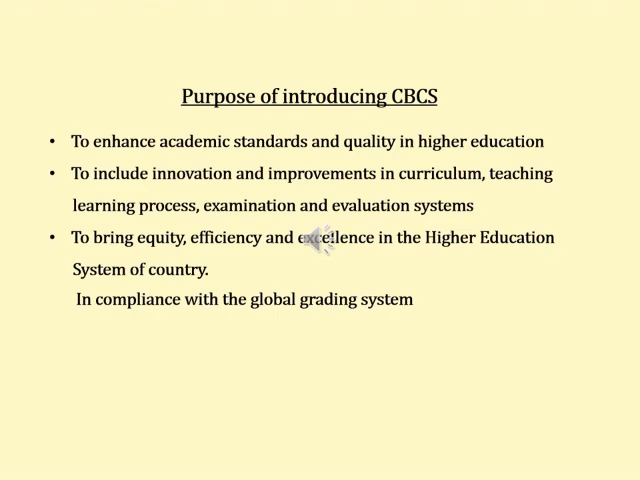 Purpose of introducing CBCS
• To enhance academic standards and quality in higher education
• To include innovation and improvements in curriculum, teaching
learning process, examination and evaluation systems
• To bring equity, efficiency and excellence in the Higher Education
System of country.
In compliance with the global grading system